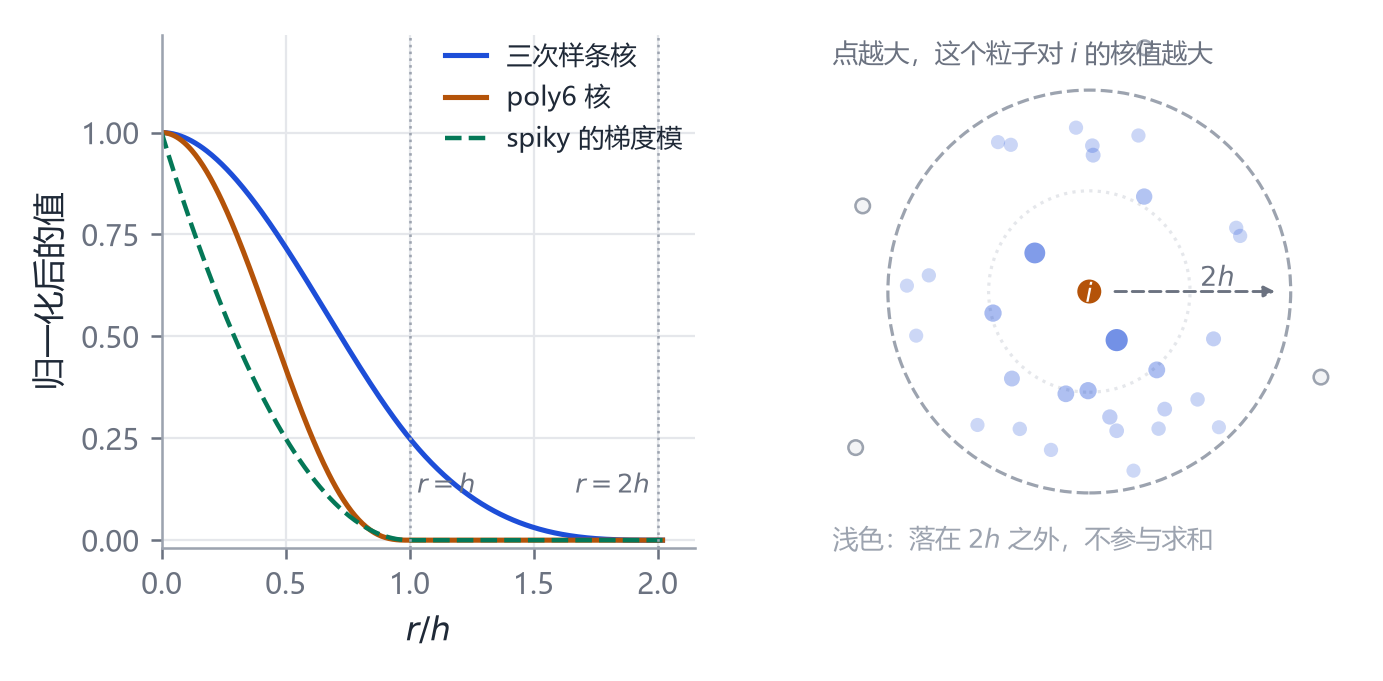 三次样条核
poly6 核
spiky 的梯度模
1.00
0.75
0.50
0.25
0.00
归一化后的值
r = h
r = 2h
0.0 0.5 1.0 1.5 2.0
r/h
点越大，这个粒子对 i 的核值越大
2h
i
浅色：落在 2h 之外，不参与求和